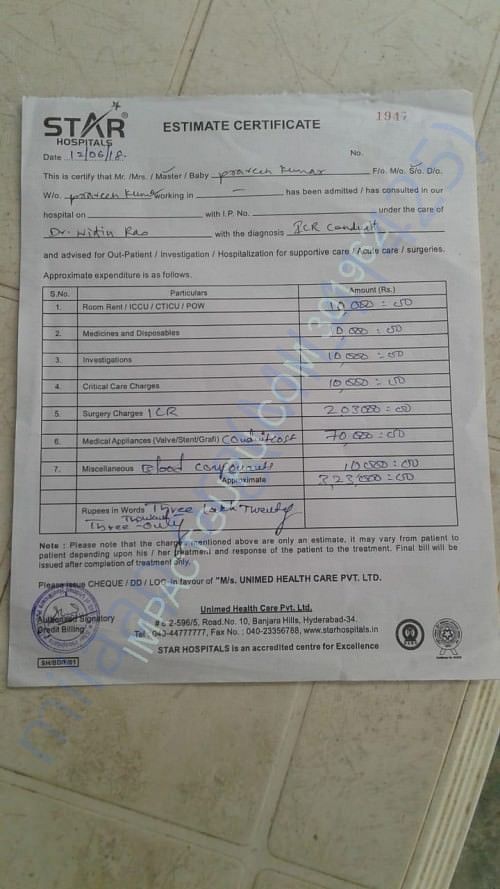 1947
STAR
HOSPITALS
ESTIMATE CERTIFICATE
Date 12/06/18. No.
This is certify that Mr. /Mrs. / Master / Baby praveen kumar F/o. M/o. S/o. D/o.
W/o. praveen kumar working in – has been admitted / has consulted in our
hospital on with I.P. No. under the care of
Dr. Nitin Rao with the diagnosis ICR Conduit
and advised for Out-Patient / Investigation / Hospitalization for supportive care / Acute care / surgeries.
Approximate expenditure is as follows.
S.No. Particulars Amount (Rs.)
1. Room Rent / ICCU / CTICU / POW 10,000=00
2. Medicines and Disposables 10,000=00
3. Investigations 10,000=00
4. Critical Care Charges 10,000=00
5. Surgery Charges ICR 203000=00
6. Medical Appliances (Valve/Stent/Graft) Conduit cost 70,000=00
7. Miscellaneous Blood components 10,000=00
Approximate 3,23,000=00
Rupees in Words Three Lakh Twenty
Three Thousand Only
Note : Please note that the charges mentioned above are only an estimate, it may vary from patient to
patient depending upon his / her treatment and response of the patient to the treatment. Final bill will be
issued after completion of treatment only.
Please issue CHEQUE / DD / LOG in favour of "M/s. UNIMED HEALTH CARE PVT. LTD.
Authorised Signatory
Credit Billing
Unimed Health Care Pvt. Ltd.
# 8-2-596/5, Road.No. 10, Banjara Hills, Hyderabad-34.
Tel : 040-44777777, Fax No. : 040-23356788, www.starhospitals.in
STAR HOSPITALS is an accredited centre for Excellence
IMPACTGURU.COM
milaap